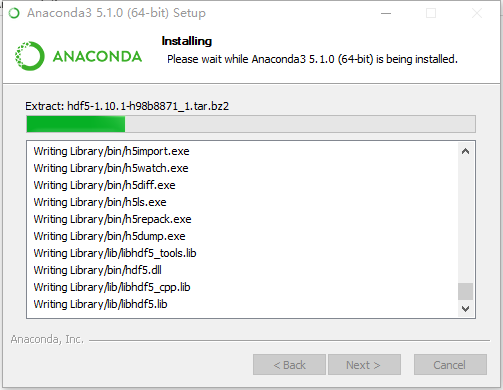 Anaconda3 5.1.0 (64-bit) Setup
ANACONDA
Installing
Please wait while Anaconda3 5.1.0 (64-bit) is being installed.
Extract: hdf5-1.10.1-h98b8871_1.tar.bz2
Writing Library/bin/h5import.exe
Writing Library/bin/h5watch.exe
Writing Library/bin/h5diff.exe
Writing Library/bin/h5ls.exe
Writing Library/bin/h5repack.exe
Writing Library/bin/h5dump.exe
Writing Library/lib/libhdf5_tools.lib
Writing Library/bin/hdf5.dll
Writing Library/lib/libhdf5_cpp.lib
Writing Library/lib/libhdf5.lib
Anaconda, Inc.
< Back
Next >
Cancel